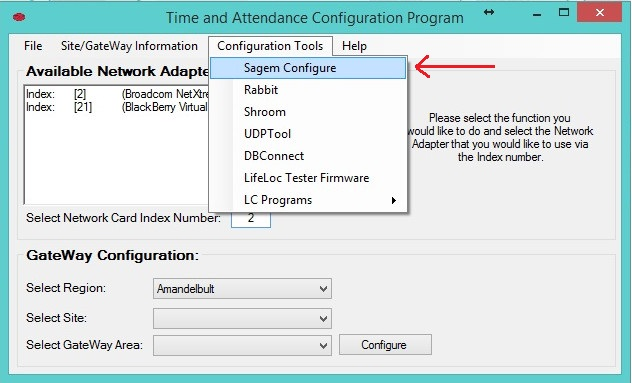 Time and Attendance Configuration Program
File Site/GateWay Information Configuration Tools Help
Available Network Adapte
Sagem Configure
Rabbit
Shroom
UDPTool
DBConnect
LifeLoc Tester Firmware
LC Programs
Index: [2] (Broadcom NetXtre
Index: [21] (BlackBerry Virtual
Please select the function you
would like to do and select the Network
Adapter that you would like to use via
the Index number.
Select Network Card Index Number: 2
GateWay Configuration:
Select Region: Amandelbult
Select Site:
Select GateWay Area: Configure